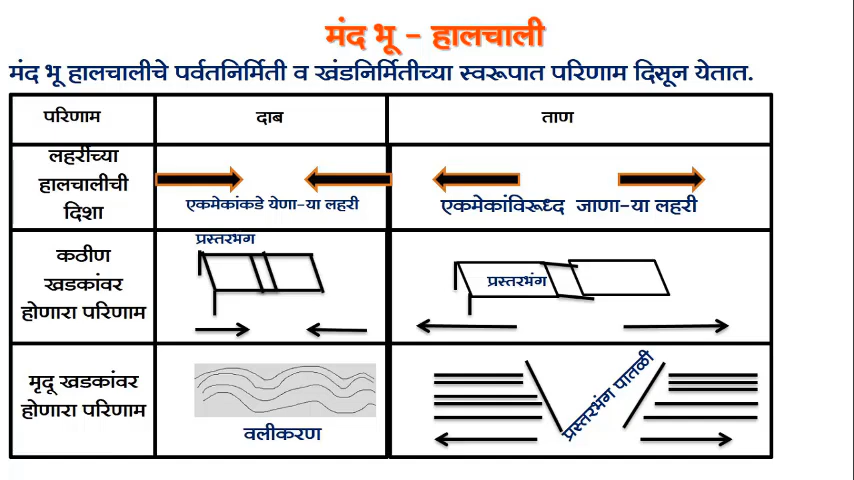 मंद भू - हालचाली
मंद भू हालचालीचे पर्वतनिर्मिती व खंडनिर्मितीच्या स्वरूपात परिणाम दिसून येतात.
परिणाम
दाब
ताण
लहरींच्या
हालचालीची
दिशा
एकमेकांकडे येणा-या लहरी
एकमेकांविरूध्द जाणा-या लहरी
कठीण
खडकांवर
होणारा परिणाम
प्रस्तरभग
प्रस्तरभंग
मृदू खडकांवर
होणारा परिणाम
वलीकरण
प्रस्तरभंग पातळी